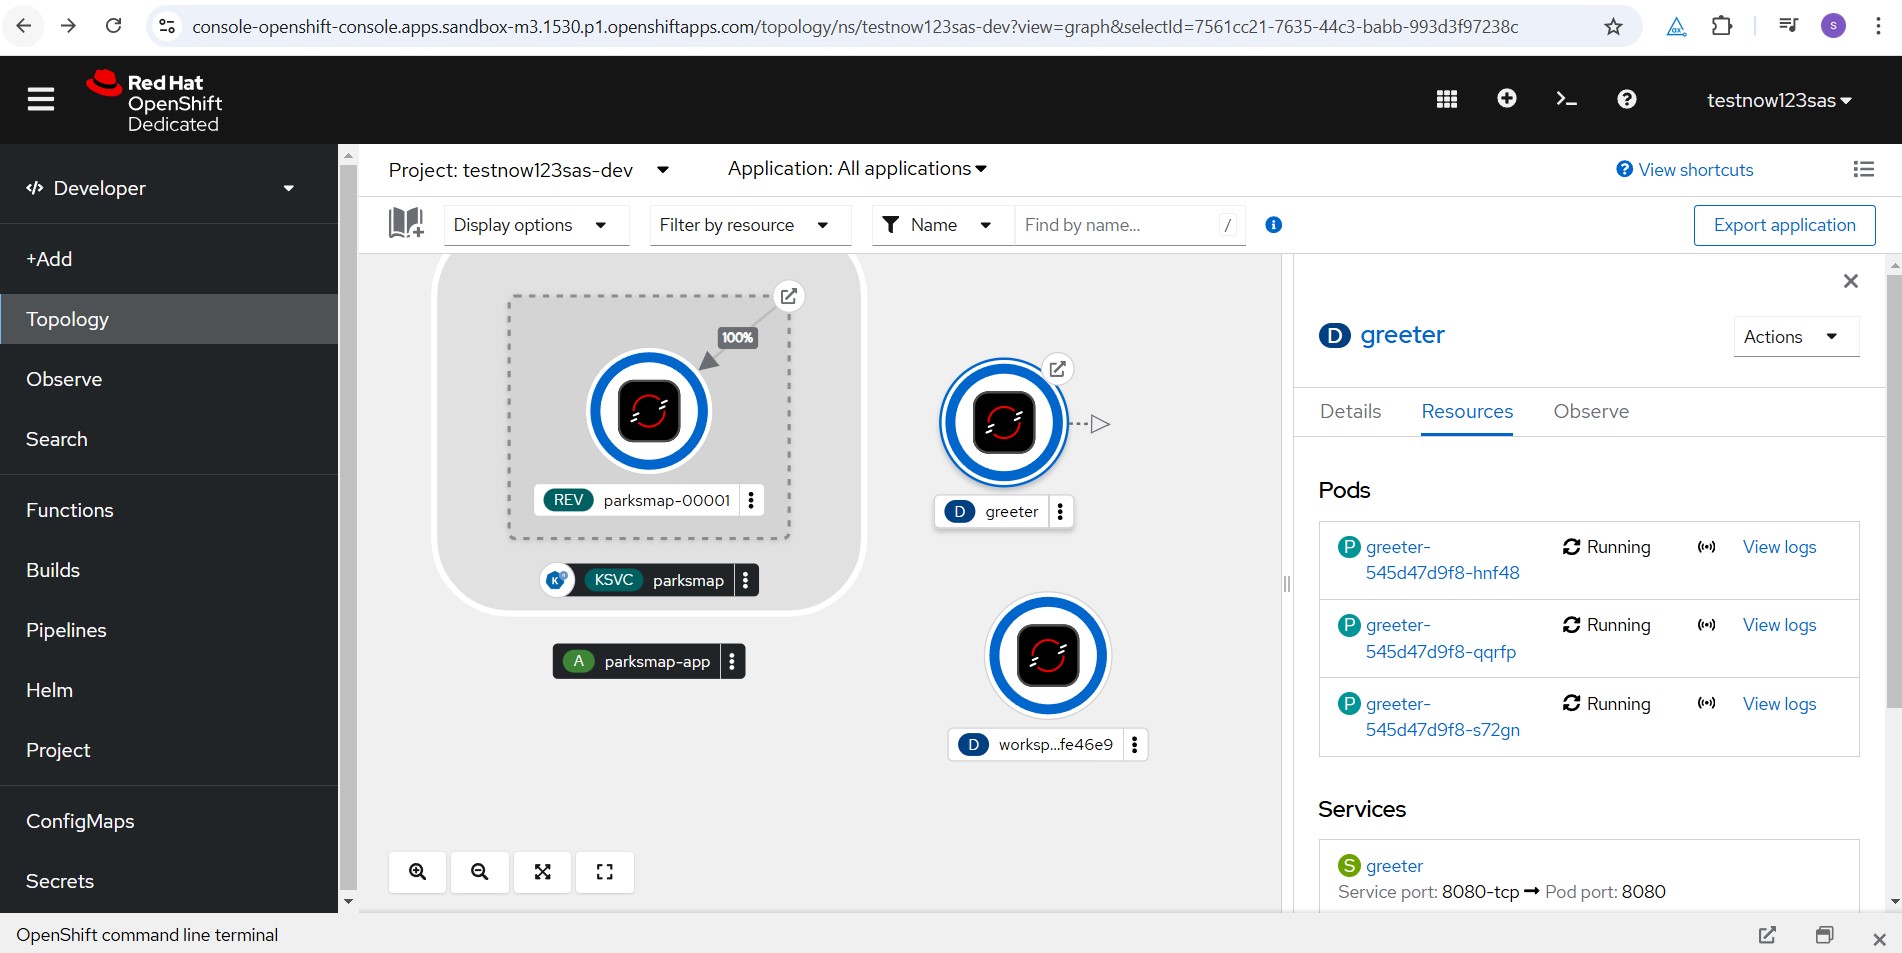 console-openshift-console.apps.sandbox-m3.1530.p1.openshiftapps.com/topology/ns/testnow123sas-dev?view=graph&selectId=7561cc21-7635-44c3-babb-993d3f97238c
S
Red Hat
OpenShift
Dedicated
testnow123sas
Developer
+Add
Topology
Observe
Search
Functions
Builds
Pipelines
Helm
Project
ConfigMaps
Secrets
Project: testnow123sas-dev
Application: All applications
View shortcuts
Display options
Filter by resource
Name
Find by name...
/
Export application
100%
REV parksmap-00001
KSVC parksmap
A parksmap-app
D greeter
D worksp...fe46e9
D greeter
Actions
Details Resources Observe
Pods
P greeter-
545d47d9f8-hnf48
Running
View logs
P greeter-
545d47d9f8-qqrfp
Running
View logs
P greeter-
545d47d9f8-s72gn
Running
View logs
Services
S greeter
Service port: 8080-tcp → Pod port: 8080
OpenShift command line terminal